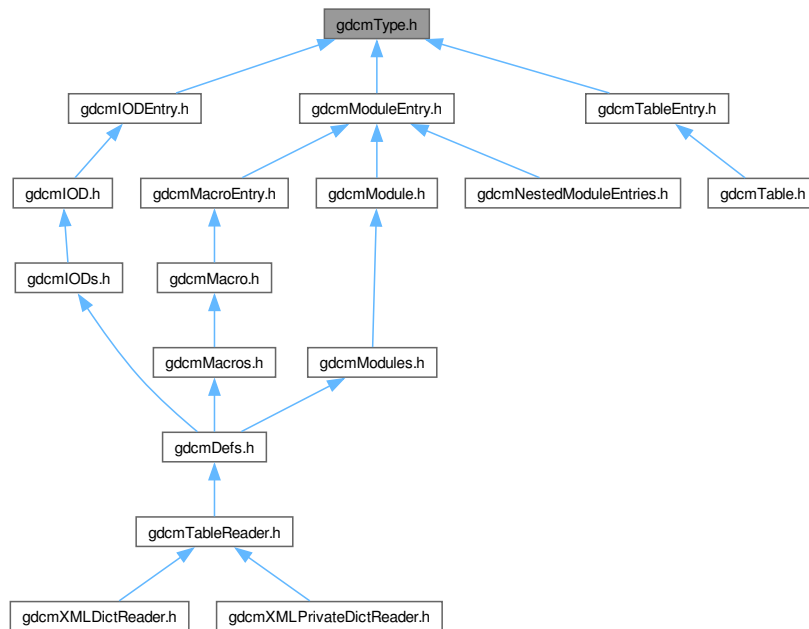 gdcmType.h
gdcmIODEntry.h
gdcmModuleEntry.h
gdcmTableEntry.h
gdcmIOD.h
gdcmMacroEntry.h
gdcmModule.h
gdcmNestedModuleEntries.h
gdcmTable.h
gdcmIODs.h
gdcmMacro.h
gdcmMacros.h
gdcmModules.h
gdcmDefs.h
gdcmTableReader.h
gdcmXMLDictReader.h
gdcmXMLPrivateDictReader.h